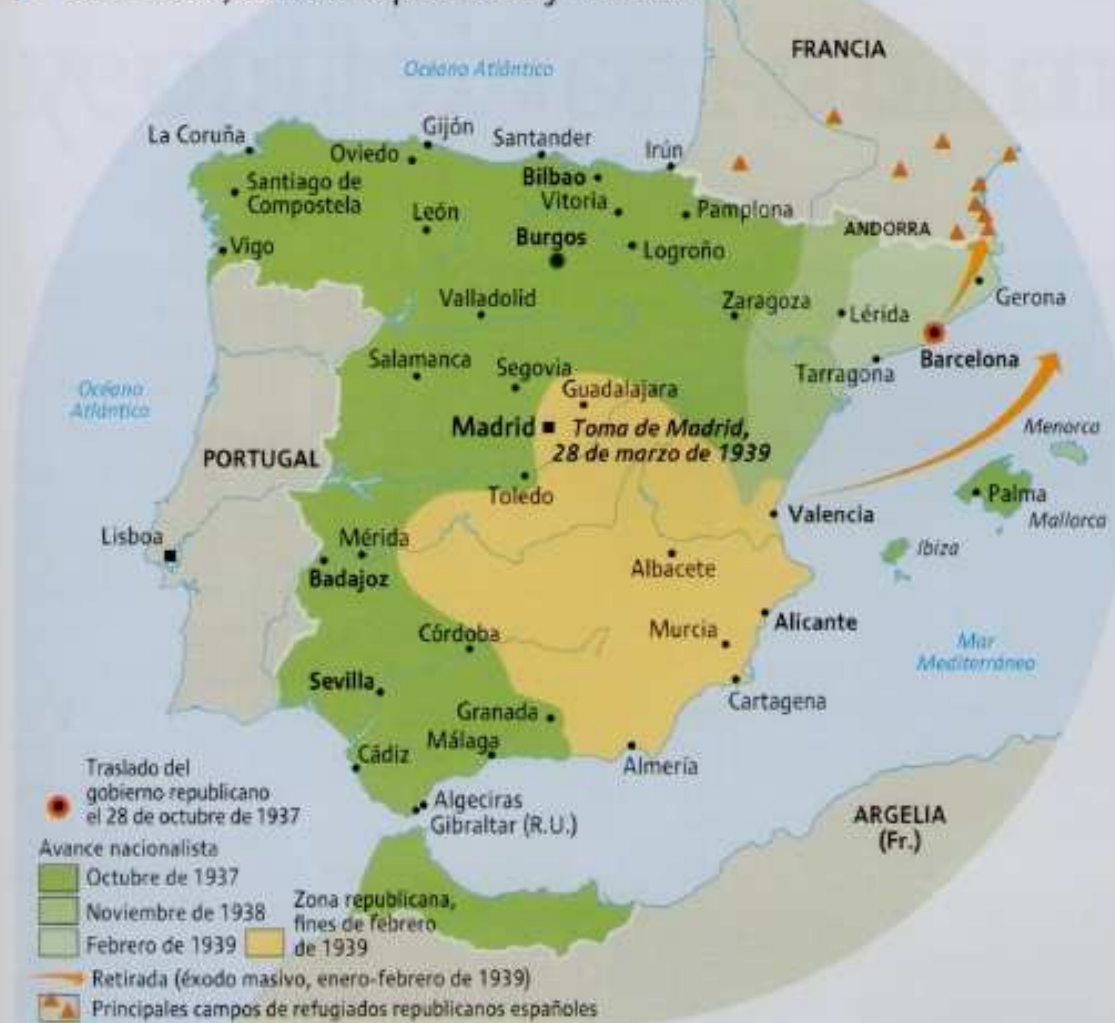 FRANCIA
Océano Atlántico
La Coruña
Gijón
Santander
Irún
Oviedo
Bilbao
Santiago de
Compostela
Vitoria
Pamplona
León
ANDORRA
Burgos
Logroño
Vigo
Gerona
Valladolid
Zaragoza
Lérida
Salamanca
Segovia
Tarragona
Barcelona
Océano
Atlántico
Guadalajara
Menorca
Madrid
Toma de Madrid,
28 de marzo de 1939
PORTUGAL
Toledo
Valencia
Palma
Mallorca
Lisboa
Mérida
Ibiza
Badajoz
Albacete
Alicante
Córdoba
Murcia
Mar
Mediterráneo
Sevilla
Cartagena
Granada
Málaga
Cádiz
Almería
Algeciras
Gibraltar (R.U.)
ARGELIA
(Fr.)
Traslado del
gobierno republicano
el 28 de octubre de 1937
Avance nacionalista
Octubre de 1937
Noviembre de 1938
Febrero de 1939
Zona republicana,
fines de febrero
de 1939
Retirada (éxodo masivo, enero-febrero de 1939)
Principales campos de refugiados republicanos españoles